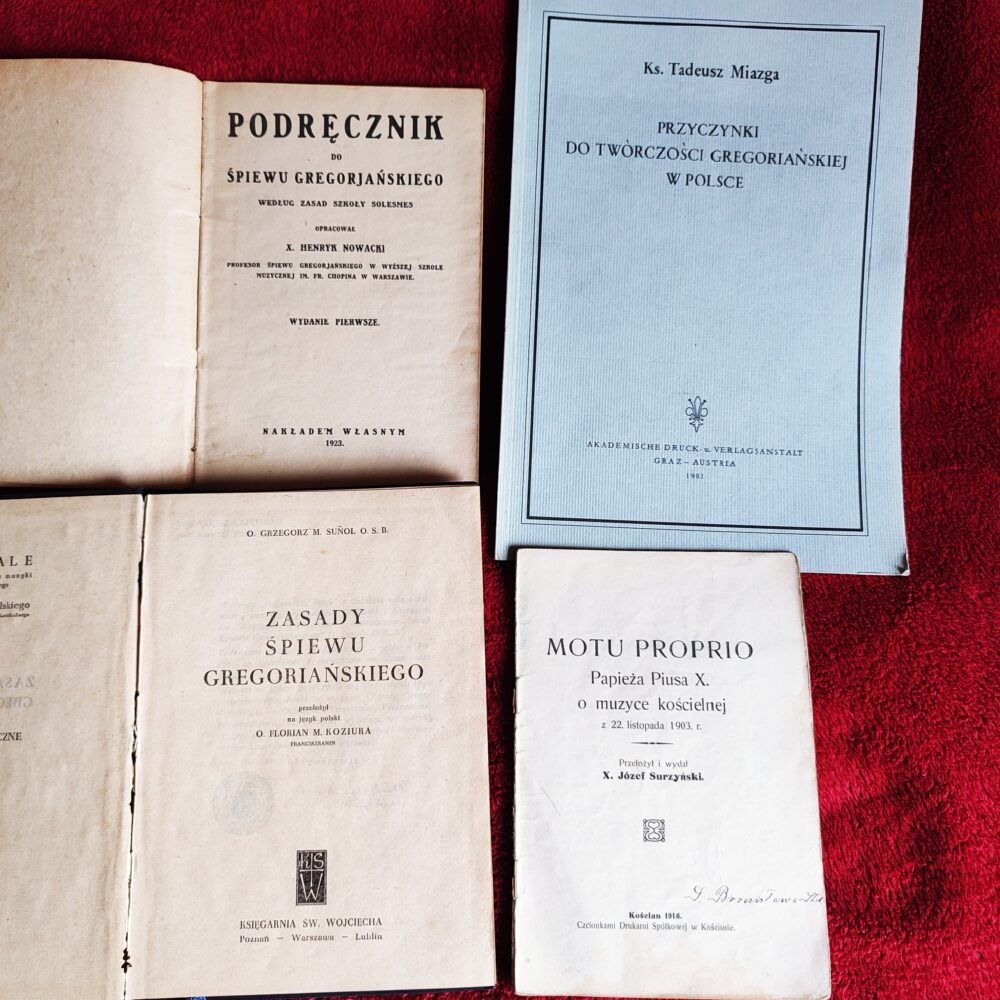 PODRĘCZNIK
DO
ŚPIEWU GREGORJAŃSKIEGO
WEDŁUG ZASAD SZKOŁY SOLESMES
OPRACOWAŁ
X. HENRYK NOWACKI
PROFESOR ŚPIEWU GREGORJAŃSKIEGO W WYŻSZEJ SZKOLE
MUZYCZNEJ IM. FR. CHOPINA W WARSZAWIE.
WYDANIE PIERWSZE.
NAKŁADEM WŁASNYM
1923.
Ks. Tadeusz Miazga
PRZYCZYNKI
DO TWÓRCZOŚCI GREGORIAŃSKIEJ
W POLSCE
AKADEMISCHE DRUCK- u. VERLAGSANSTALT
GRAZ – AUSTRIA
ALE
muzyki
lskiego
O. GRZEGORZ M. SUÑOL O. S. B.
ZASADY
ŚPIEWU
GREGORIAŃSKIEGO
przełożył
na język polski
O. FLORIAN M. KOZIURA
FRANCISZKANIN
KSW
KSIĘGARNIA ŚW. WOJCIECHA
Poznań — Warszawa — Lublin
MOTU PROPRIO
Papieża Piusa X.
o muzyce kościelnej
z 22. listopada 1903. r.
Przełożył i wydał
X. Józef Surzyński.
S. Bronisława
Kościan 1916.
Czcionkami Drukarni Spółkowej w Kościanie.